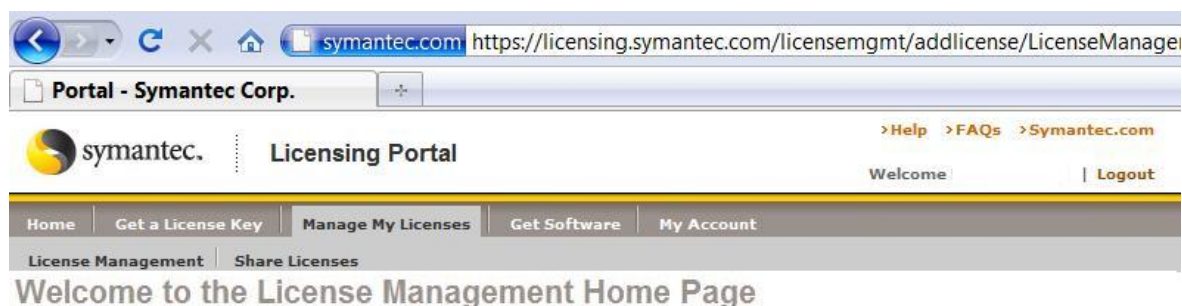 symantec.com https://licensing.symantec.com/licensemgmt/addlicense/LicenseManage
Portal - Symantec Corp.
>Help >FAQs >Symantec.com
symantec. Licensing Portal
Welcome | Logout
Home Get a License Key Manage My Licenses Get Software My Account
License Management Share Licenses
Welcome to the License Management Home Page